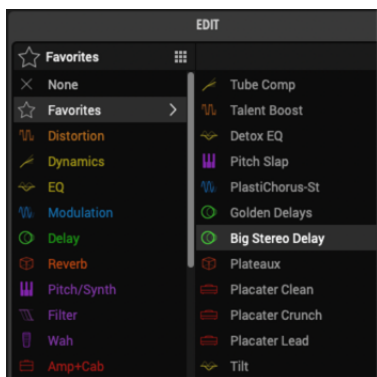 EDIT
Favorites
None
Favorites
Distortion
Dynamics
EQ
Modulation
Delay
Reverb
Pitch/Synth
Filter
Wah
Amp+Cab
Tube Comp
Talent Boost
Detox EQ
Pitch Slap
PlastiChorus-St
Golden Delays
Big Stereo Delay
Plateaux
Placater Clean
Placater Crunch
Placater Lead
Tilt